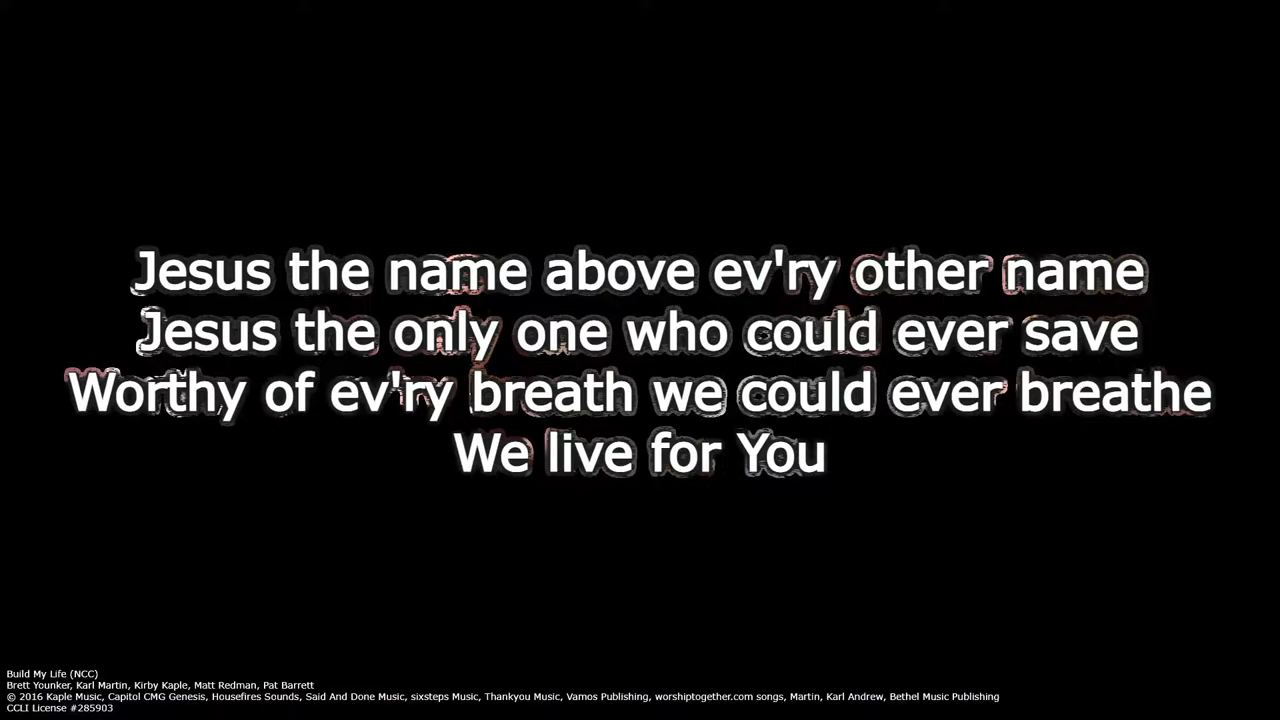 Jesus the name above ev'ry other name
Jesus the only one who could ever save
Worthy of ev'ry breath we could ever breathe
We live for You
Build My Life (NCC)
Brett Younker, Karl Martin, Kirby Kaple, Matt Redman, Pat Barrett
© 2016 Kaple Music, Capitol CMG Genesis, Housefires Sounds, Said And Done Music, sixsteps Music, Thankyou Music, Vamos Publishing, worshiptogether.com songs, Martin, Karl Andrew, Bethel Music Publishing
CCLI License #285903